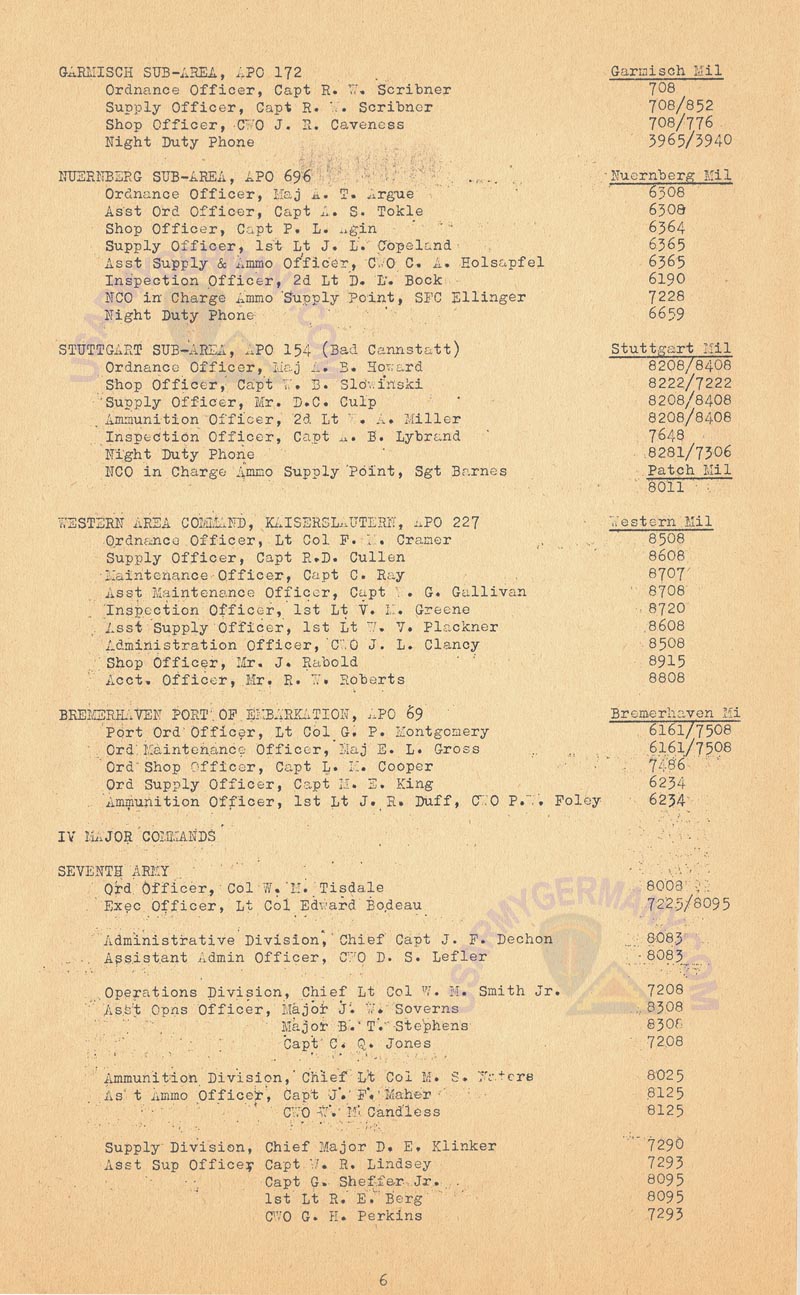 GARMISCH SUB-AREA, APO 172 Garmisch Mil
Ordnance Officer, Capt R. W. Scribner 708
Supply Officer, Capt R. W. Scribner 708/852
Shop Officer, CWO J. R. Caveness 708/776
Night Duty Phone 3965/3940
NUERNBERG SUB-AREA, APO 696 Nuernberg Mil
Ordnance Officer, Maj A. T. Argue 6308
Asst Ord Officer, Capt A. S. Tokle 6308
Shop Officer, Capt P. L. Agin 6364
Supply Officer, 1st Lt J. L. Copeland 6365
Asst Supply & Ammo Officer, CWO C. A. Holsapfel 6365
Inspection Officer, 2d Lt D. L. Bock 6190
NCO in Charge Ammo Supply Point, SFC Ellinger 7228
Night Duty Phone 6659
STUTTGART SUB-AREA, APO 154 (Bad Cannstatt) Stuttgart Mil
Ordnance Officer, Maj A. B. Howard 8208/8408
Shop Officer, Capt W. B. Slowinski 8222/7222
Supply Officer, Mr. D.C. Culp 8208/8408
Ammunition Officer, 2d Lt W. A. Miller 8208/8408
Inspection Officer, Capt A. B. Lybrand 7648
Night Duty Phone 8281/7306
NCO in Charge Ammo Supply Point, Sgt Barnes Patch Mil
8011
WESTERN AREA COMMAND, KAISERSLAUTERN, APO 227 Western Mil
Ordnance Officer, Lt Col F. M. Cramer 8508
Supply Officer, Capt R.D. Cullen 8608
Maintenance Officer, Capt C. Ray 8707
Asst Maintenance Officer, Capt W. G. Gallivan 8708
Inspection Officer, 1st Lt V. M. Greene 8720
Asst Supply Officer, 1st Lt W. V. Plackner 8608
Administration Officer, CWO J. L. Clancy 8508
Shop Officer, Mr. J. Rabold 8915
Acct. Officer, Mr. R. W. Roberts 8808
BREMERHAVEN PORT OF EMBARKATION, APO 69 Bremerhaven Mi
Port Ord Officer, Lt Col G. P. Montgomery 6161/7508
Ord Maintenance Officer, Maj E. L. Gross 6161/7508
Ord Shop Officer, Capt L. M. Cooper 7486
Ord Supply Officer, Capt M. E. King 6234
Ammunition Officer, 1st Lt J. R. Duff, CWO P.W. Foley 6234
IV MAJOR COMMANDS
SEVENTH ARMY
Ord Officer, Col W. M. Tisdale 8008
Exec Officer, Lt Col Edward Bodeau 7225/8095
Administrative Division, Chief Capt J. F. Dechon 8083
Assistant Admin Officer, CWO D. S. Lefler 8083
Operations Division, Chief Lt Col W. M. Smith Jr. 7208
Asst Opns Officer, Major J. W. Soverns 8308
Major B. T. Stephens 8308
Capt C. Q. Jones 7208
Ammunition Division, Chief Lt Col M. S. 8025
As't Ammo Officer, Capt J. F. Maher 8125
CWO W. M Candless 8125
Supply Division, Chief Major D. E. Klinker 7290
Asst Sup Officer Capt W. R. Lindsey 7293
Capt G. Sheffer Jr. 8095
1st Lt R. E. Berg 8095
CWO G. H. Perkins 7293
6